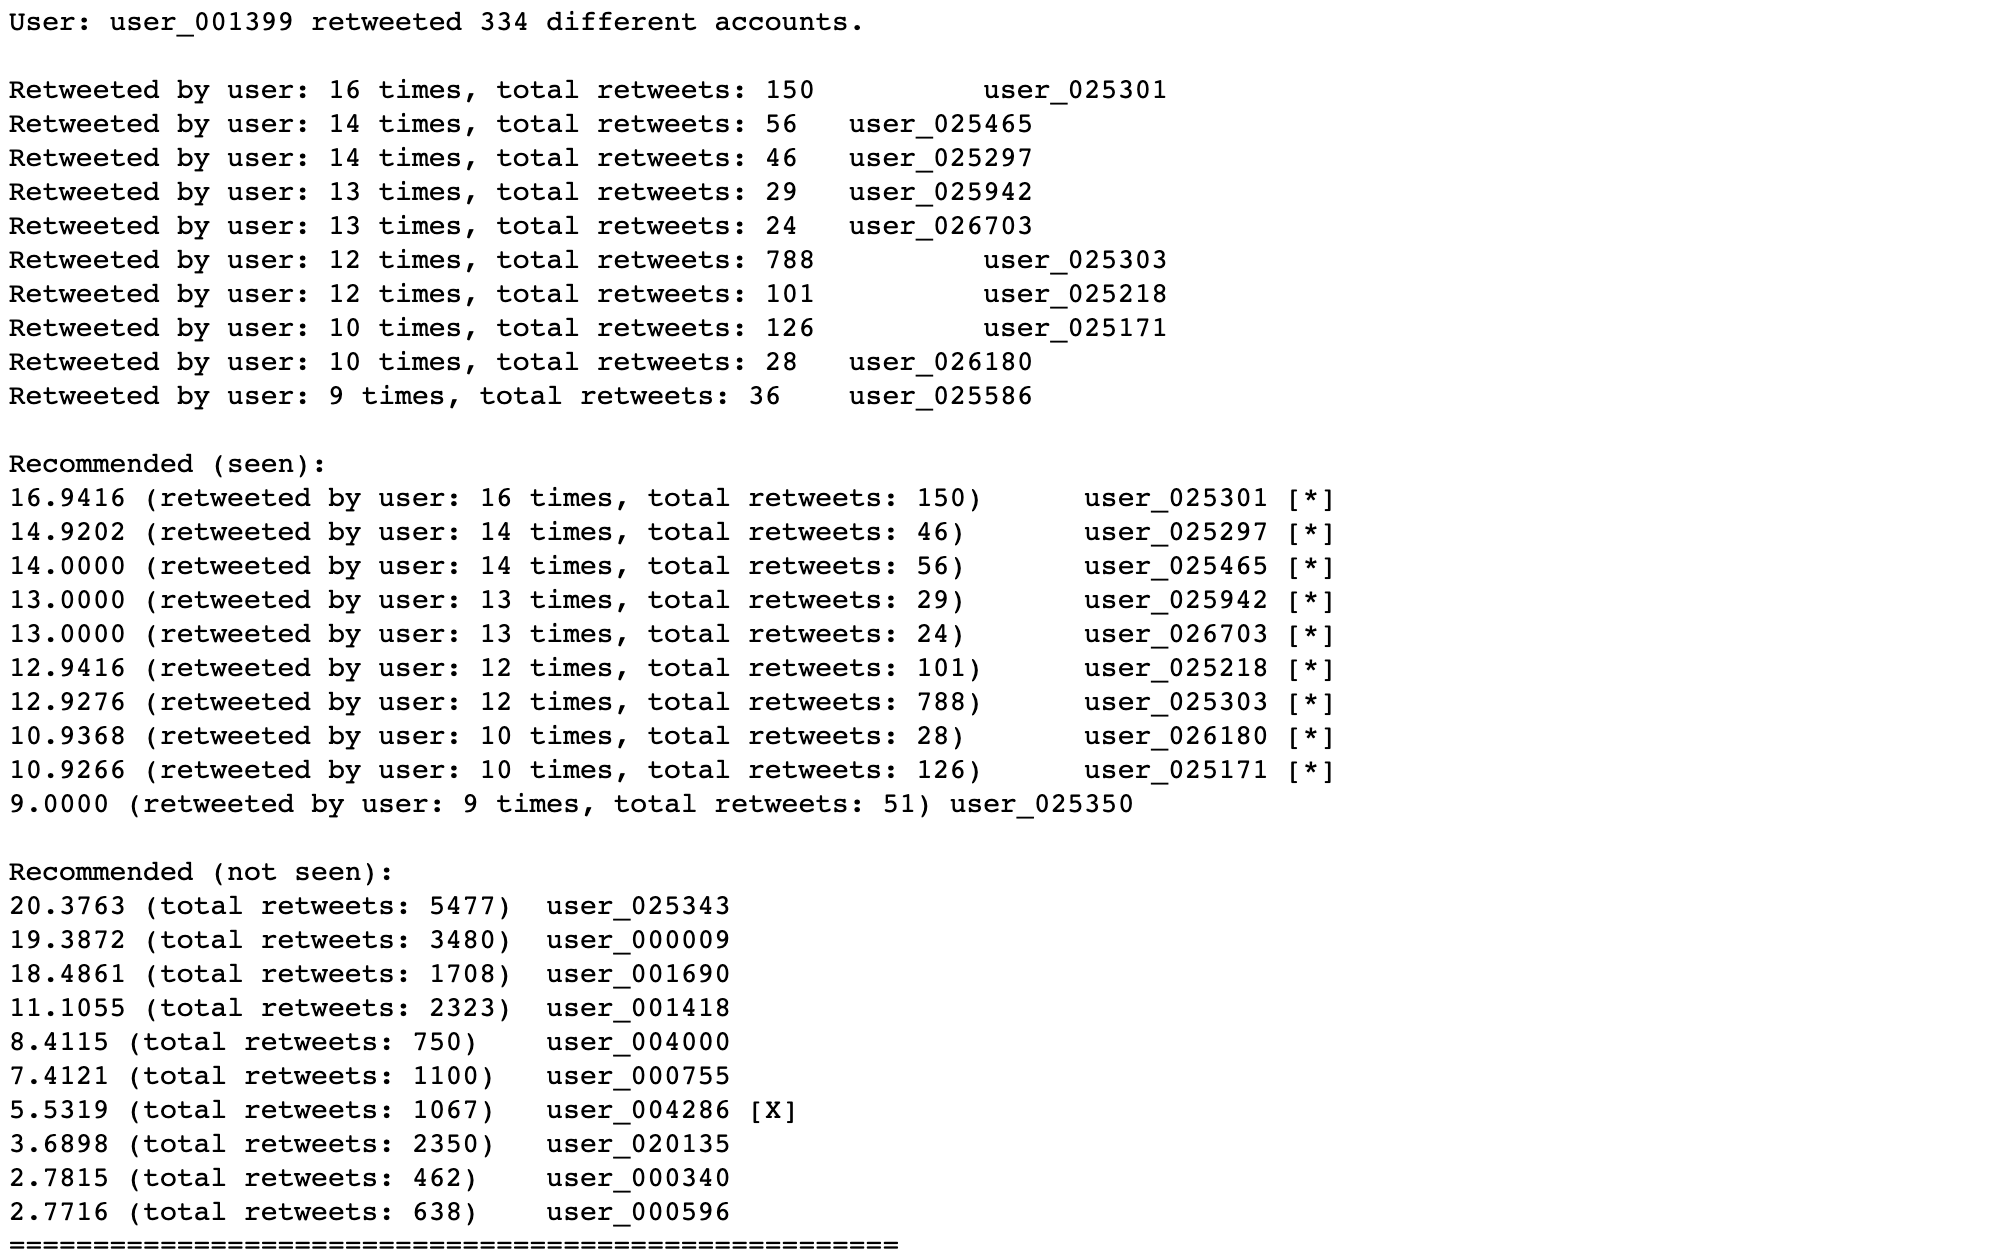 User: user_001399 retweeted 334 different accounts.
Retweeted by user: 16 times, total retweets: 150 user_025301
Retweeted by user: 14 times, total retweets: 56 user_025465
Retweeted by user: 14 times, total retweets: 46 user_025297
Retweeted by user: 13 times, total retweets: 29 user_025942
Retweeted by user: 13 times, total retweets: 24 user_026703
Retweeted by user: 12 times, total retweets: 788 user_025303
Retweeted by user: 12 times, total retweets: 101 user_025218
Retweeted by user: 10 times, total retweets: 126 user_025171
Retweeted by user: 10 times, total retweets: 28 user_026180
Retweeted by user: 9 times, total retweets: 36 user_025586
Recommended (seen):
16.9416 (retweeted by user: 16 times, total retweets: 150) user_025301 [*]
14.9202 (retweeted by user: 14 times, total retweets: 46) user_025297 [*]
14.0000 (retweeted by user: 14 times, total retweets: 56) user_025465 [*]
13.0000 (retweeted by user: 13 times, total retweets: 29) user_025942 [*]
13.0000 (retweeted by user: 13 times, total retweets: 24) user_026703 [*]
12.9416 (retweeted by user: 12 times, total retweets: 101) user_025218 [*]
12.9276 (retweeted by user: 12 times, total retweets: 788) user_025303 [*]
10.9368 (retweeted by user: 10 times, total retweets: 28) user_026180 [*]
10.9266 (retweeted by user: 10 times, total retweets: 126) user_025171 [*]
9.0000 (retweeted by user: 9 times, total retweets: 51) user_025350
Recommended (not seen):
20.3763 (total retweets: 5477) user_025343
19.3872 (total retweets: 3480) user_000009
18.4861 (total retweets: 1708) user_001690
11.1055 (total retweets: 2323) user_001418
8.4115 (total retweets: 750) user_004000
7.4121 (total retweets: 1100) user_000755
5.5319 (total retweets: 1067) user_004286 [X]
3.6898 (total retweets: 2350) user_020135
2.7815 (total retweets: 462) user_000340
2.7716 (total retweets: 638) user_000596
=====================================================